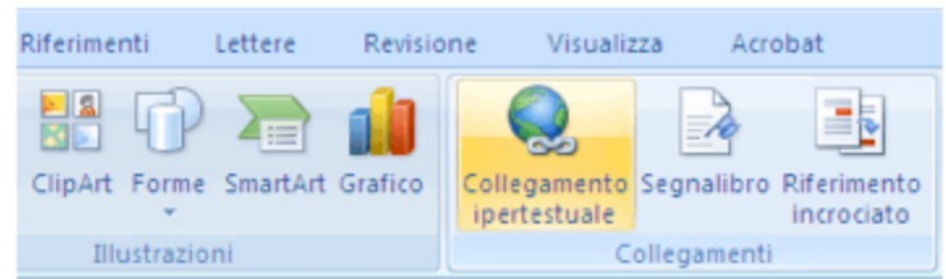 Riferimenti Lettere Revisione Visualizza Acrobat
ClipArt Forme SmartArt Grafico Collegamento Segnalibro Riferimento
ipertestuale incrociato
Illustrazioni Collegamenti